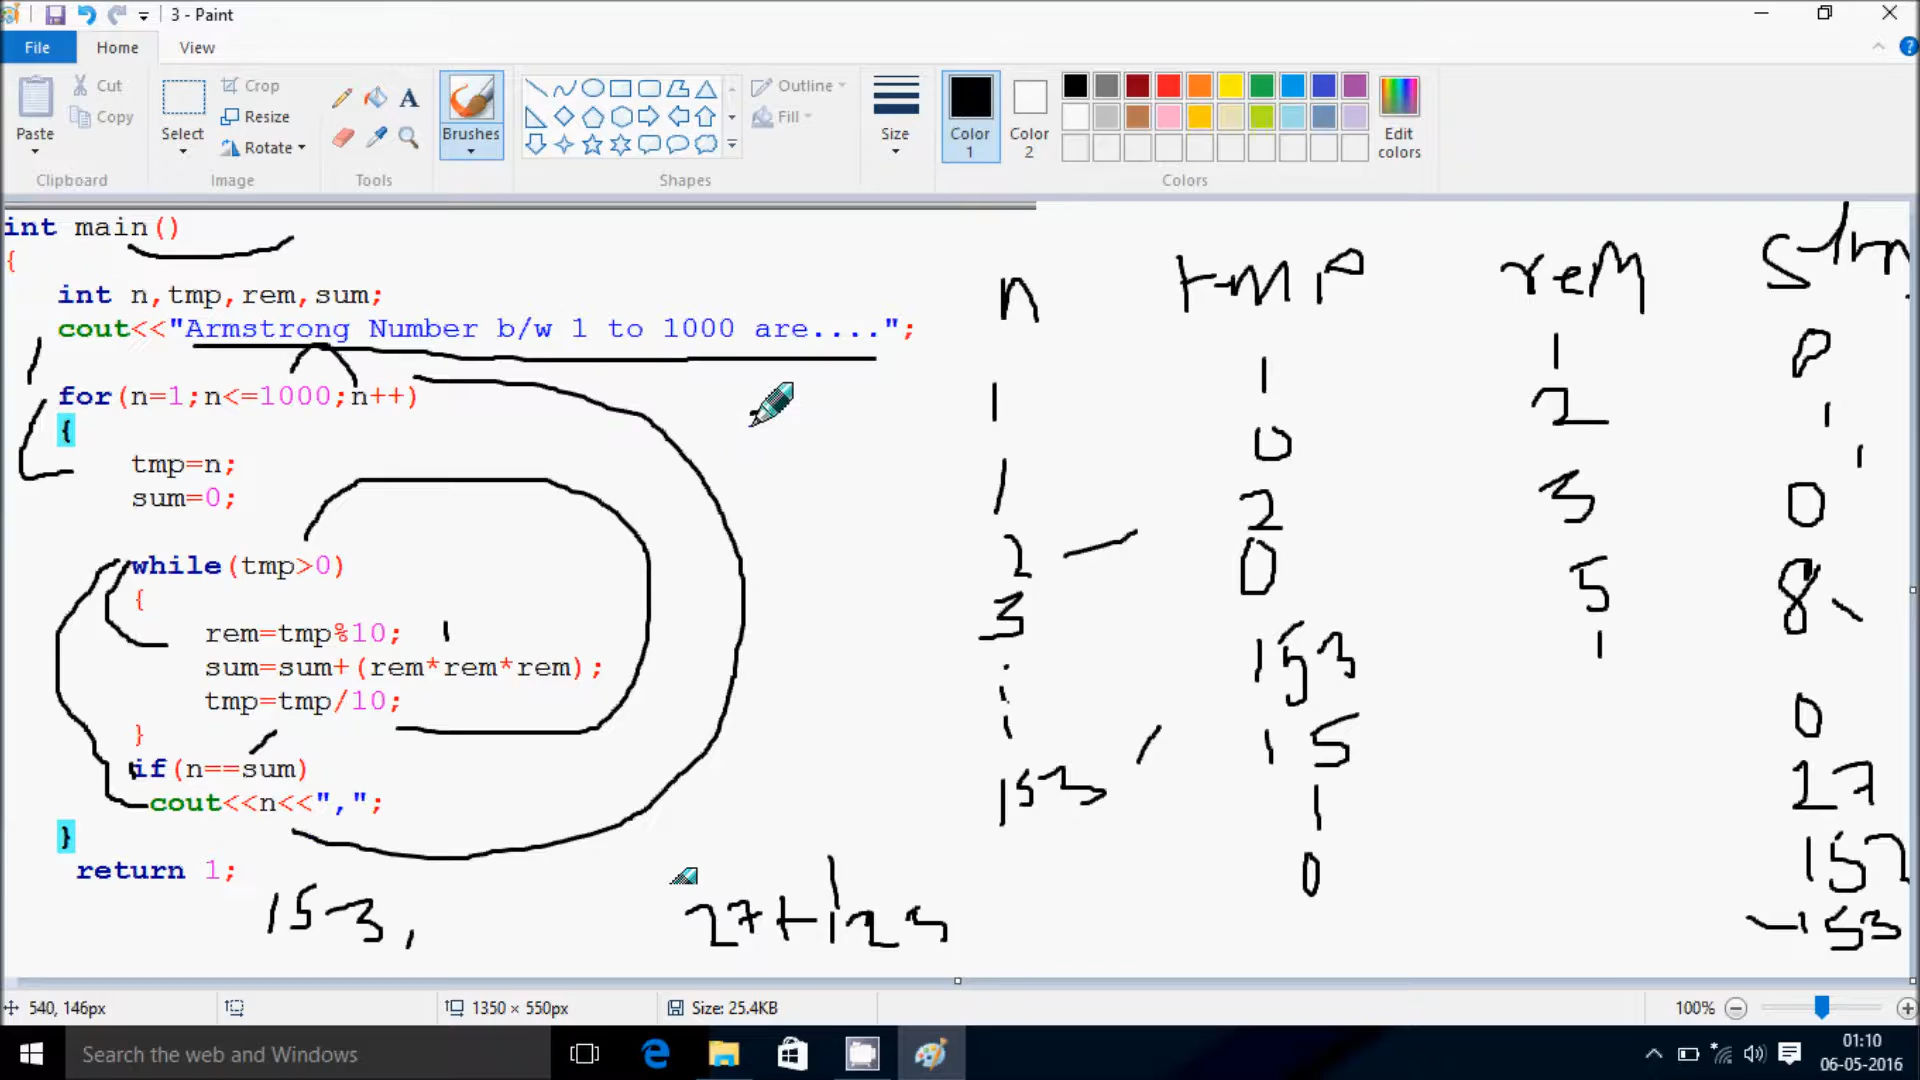 3 - Paint
File Home View
Cut
Copy
Paste
Clipboard
Select
Crop
Resize
Rotate
Image
Tools
Brushes
Outline
Fill
Shapes
Size
Color 1
Color 2
Edit colors
Colors
int main()
{
int n,tmp,rem,sum;
cout<<"Armstrong Number b/w 1 to 1000 are....";
for(n=1;n<=1000;n++)
{
tmp=n;
sum=0;
while(tmp>0)
{
rem=tmp%10; 1
sum=sum+(rem*rem*rem);
tmp=tmp/10;
}
if(n==sum)
cout<<n<<",";
}
return 1;
153,
27+125
n
1
1
2
3
153
tmp
1
0
2
0
153
15
1
0
rem
1
2
3
5
1
sum
1
0
8
0
27
152
153
540, 146px
1350 × 550px
Size: 25.4KB
100%
Search the web and Windows
01:10
06-05-2016